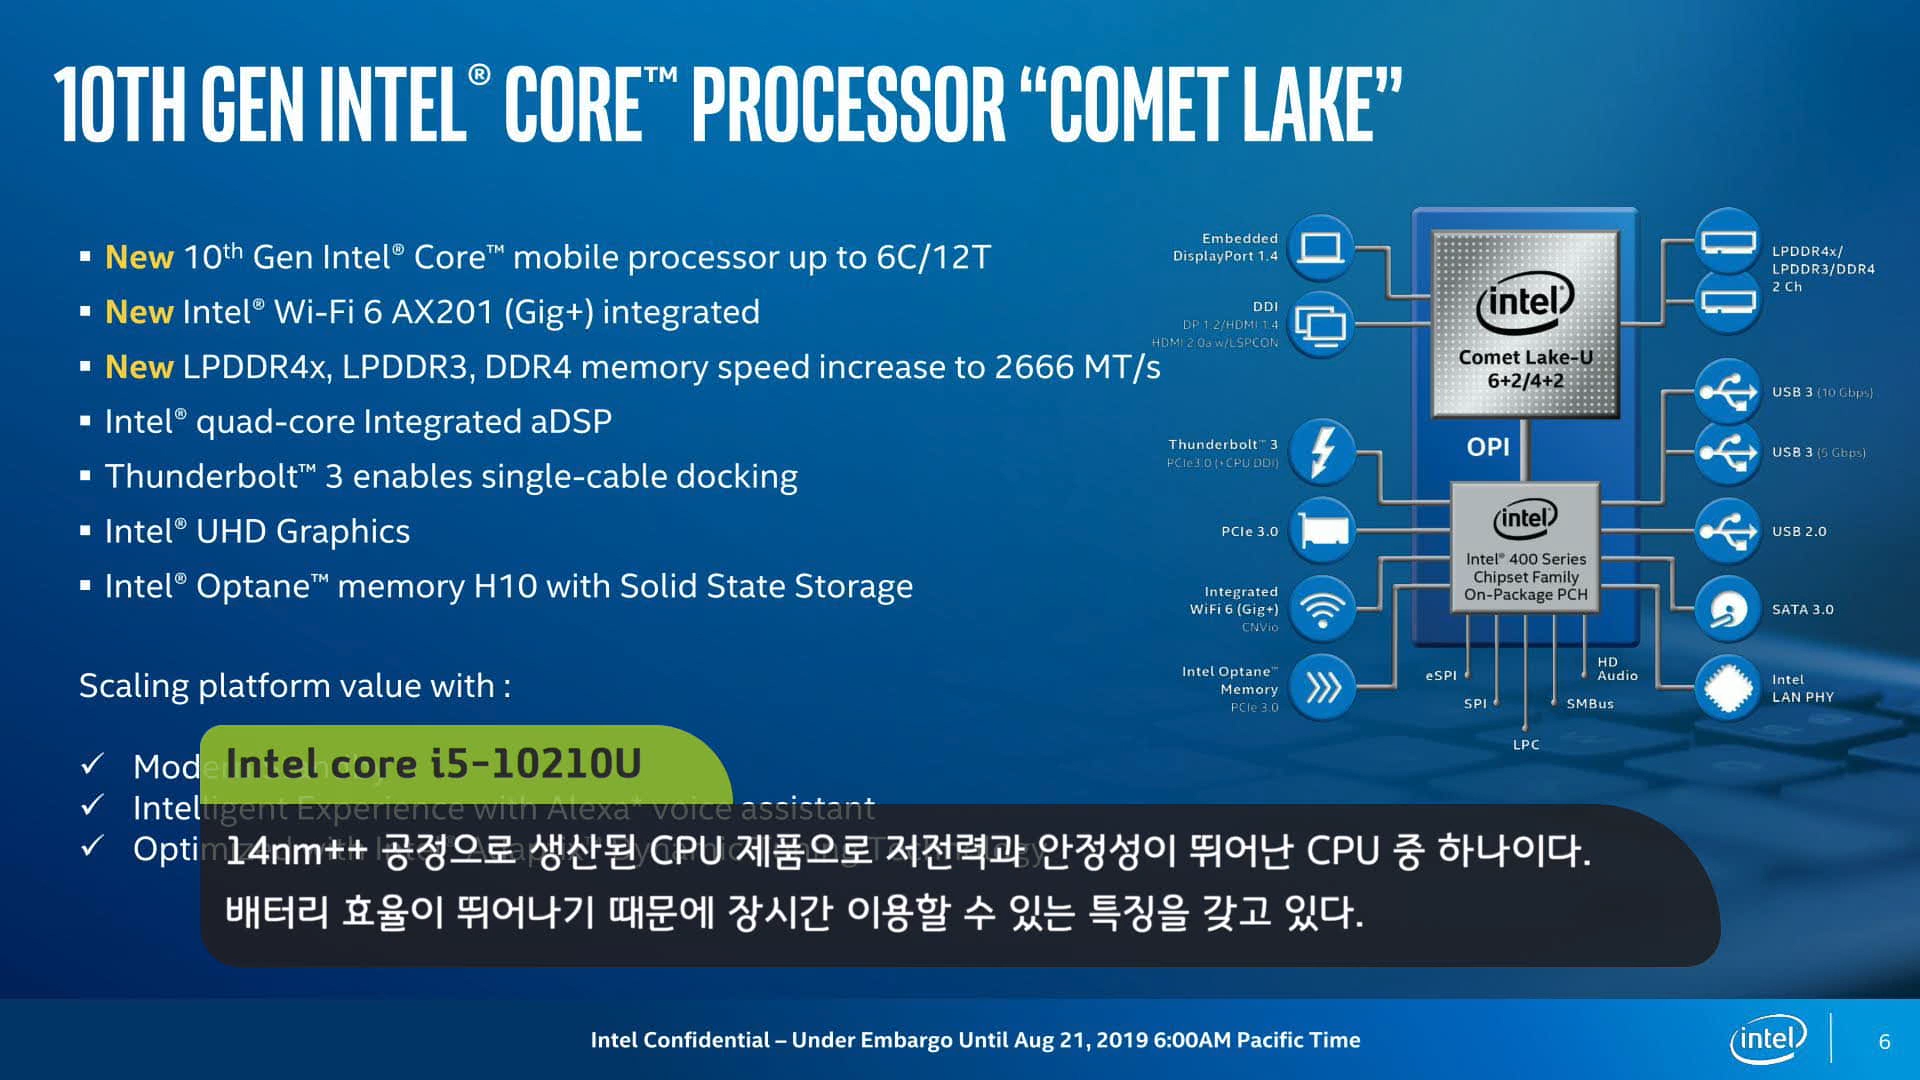 10TH GEN INTEL® CORE™ PROCESSOR “COMET LAKE”
▪ New 10th Gen Intel® Core™ mobile processor up to 6C/12T
▪ New Intel® Wi-Fi 6 AX201 (Gig+) integrated
▪ New LPDDR4x, LPDDR3, DDR4 memory speed increase to 2666 MT/s
▪ Intel® quad-core Integrated aDSP
▪ Thunderbolt™ 3 enables single-cable docking
▪ Intel® UHD Graphics
▪ Intel® Optane™ memory H10 with Solid State Storage
Scaling platform value with :
✓ Mod
✓ Intelligent Experience with Alexa* voice assistant
✓ Optimized with Intel® Technology
Intel core i5-10210U
14nm++ 공정으로 생산된 CPU 제품으로 저전력과 안정성이 뛰어난 CPU 중 하나이다.
배터리 효율이 뛰어나기 때문에 장시간 이용할 수 있는 특징을 갖고 있다.
Embedded
DisplayPort 1.4
DDI
DP 1.2/HDMI 1.4
HDMI 2.0a w/LSPCON
Thunderbolt™ 3
PCIe3.0 (+CPU DDI)
PCIe 3.0
Integrated
WiFi 6 (Gig+)
CNVio
Intel Optane™
Memory
PCIe 3.0
intel
Comet Lake-U
6+2/4+2
OPI
intel
Intel® 400 Series
Chipset Family
On-Package PCH
eSPI
SPI
LPC
SMBus
HD
Audio
LPDDR4x/
LPDDR3/DDR4
2 Ch
USB 3 (10 Gbps)
USB 3 (5 Gbps)
USB 2.0
SATA 3.0
Intel
LAN PHY
Intel Confidential – Under Embargo Until Aug 21, 2019 6:00AM Pacific Time
intel
6